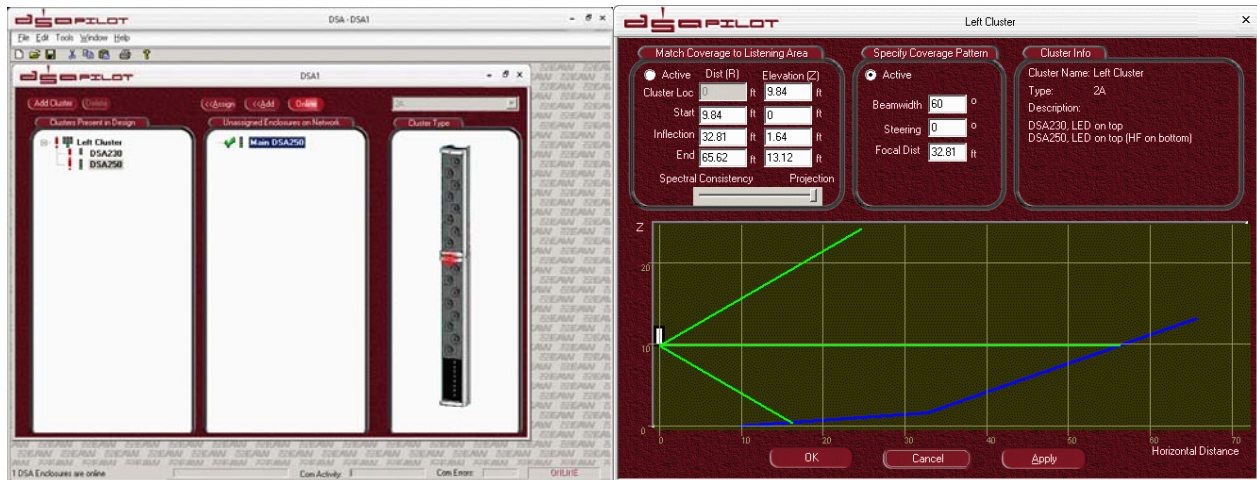 dsa PILOT
DSA - DSA1
File Edit Tools Window Help
dsa PILOT
DSA1
Add Cluster Delete
<<Assign <<Add Online
2A
Clusters Present in Design
Unassigned Enclosures on Network
Cluster Type
Left Cluster
DSA230
DSA250
Main DSA250
1 DSA Enclosures are online
Com Activity:
Com Errors:
OnLinE
dsa PILOT
Left Cluster
Match Coverage to Listening Area
Active Dist (R) Elevation (Z)
Cluster Loc 0 ft 9.84 ft
Start 9.84 ft 0 ft
Inflection 32.81 ft 1.64 ft
End 65.62 ft 13.12 ft
Spectral Consistency Projection
Specify Coverage Pattern
Active
Beamwidth 60 o
Steering 0 o
Focal Dist 32.81 ft
Cluster Info
Cluster Name: Left Cluster
Type: 2A
Description:
DSA230, LED on top
DSA250, LED on top (HF on bottom)
Z
20
10
0
0 10 20 30 40 50 60 70
Horizontal Distance
OK Cancel Apply